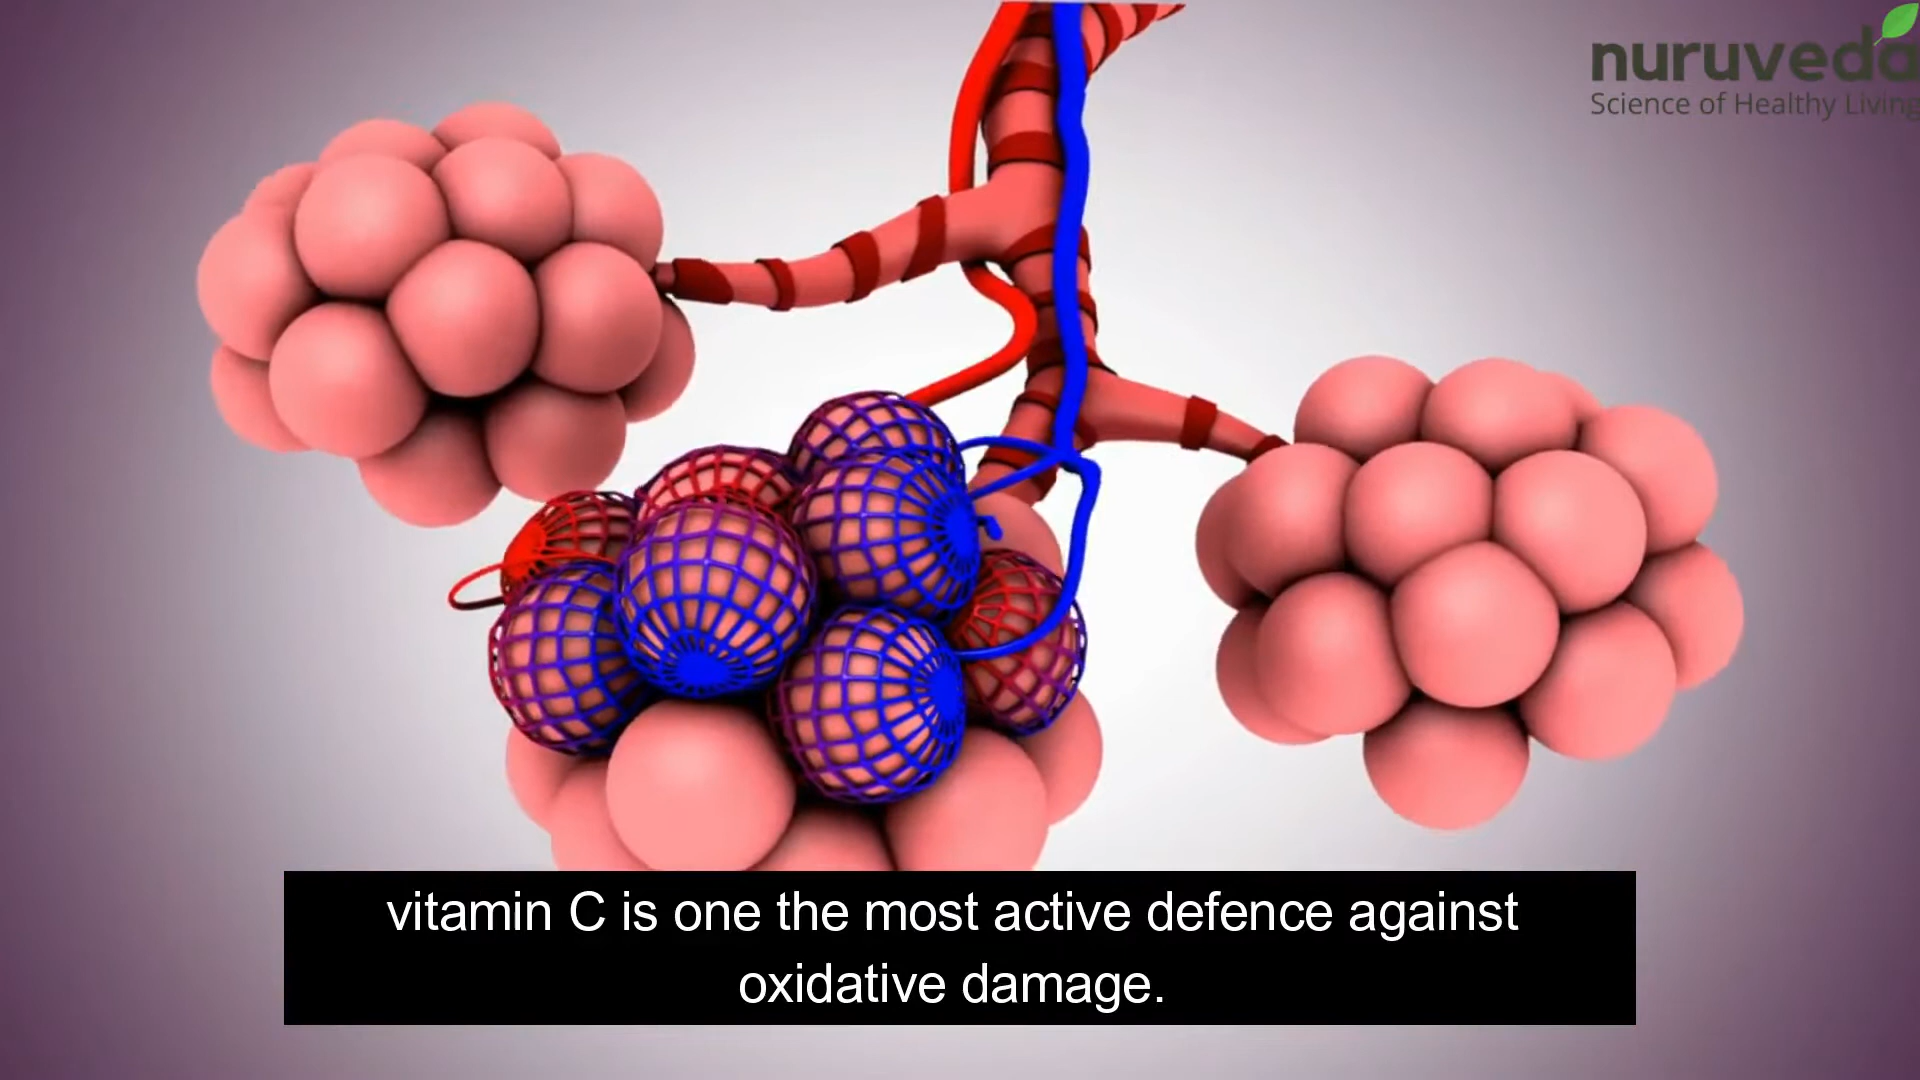 nuruveda
Science of Healthy Living
vitamin C is one the most active defence against
oxidative damage.